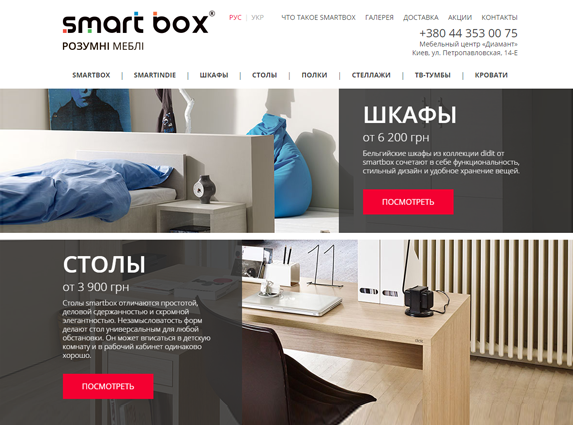 smart box®
РОЗУМНІ МЕБЛІ
РУС : УКР
ЧТО ТАКОЕ SMARTBOX ГАЛЕРЕЯ ДОСТАВКА АКЦИИ КОНТАКТЫ
+380 44 353 00 75
Мебельный центр «Диамант»
Киев, ул. Петропавловская, 14-Е
SMARTBOX | SMARTINDIE | ШКАФЫ | СТОЛЫ | ПОЛКИ | СТЕЛЛАЖИ | ТВ-ТУМБЫ | КРОВАТИ
ШКАФЫ
от 6 200 грн
Бельгийские шкафы из коллекции didit от
smartbox сочетают в себе функциональность,
стильный дизайн и удобное хранение вещей.
ПОСМОТРЕТЬ
СТОЛЫ
от 3 900 грн
Столы smartbox отличаются простотой,
деловой сдержанностью и скромной
элегантностью. Незамысловатость форм
делают стол универсальным для любой
обстановки. Он может вписаться в детскую
комнату и в рабочий кабинет одинаково
хорошо.
ПОСМОТРЕТЬ
11